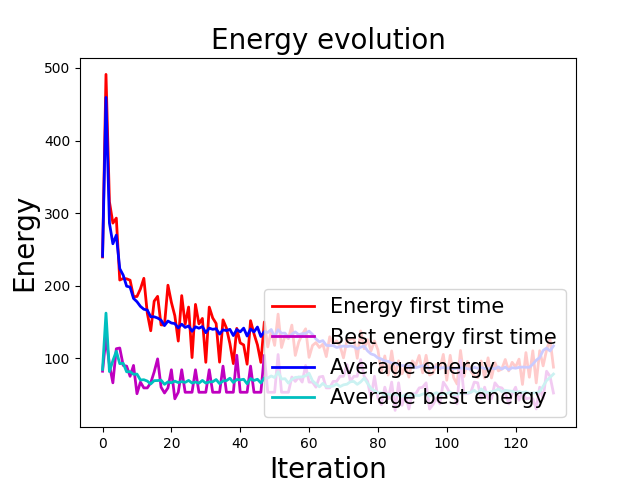 Energy evolution
Energy
500
400
300
200
100
Energy first time
Best energy first time
Average energy
Average best energy
0 20 40 60 80 100 120
Iteration